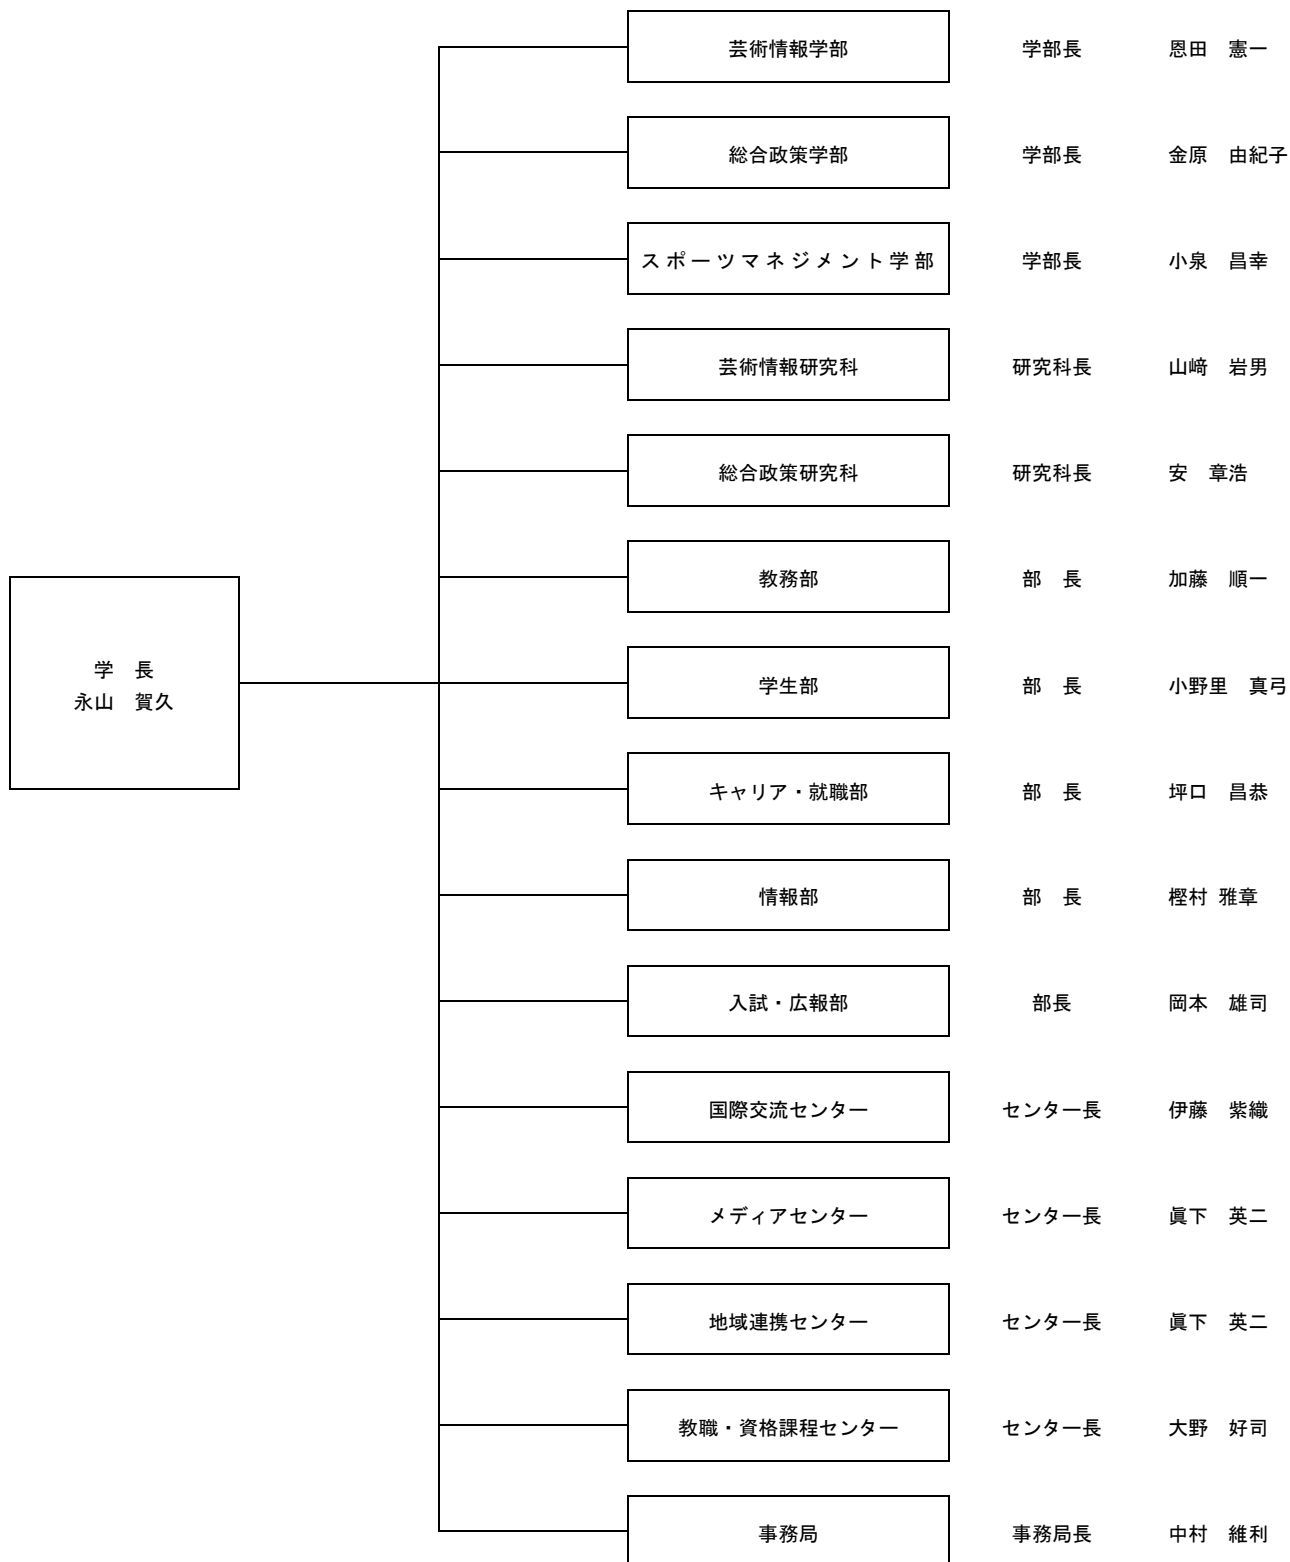 芸術情報学部　学部長　恩田　憲一
総合政策学部　学部長　金原　由紀子
スポーツマネジメント学部　学部長　小泉　昌幸
芸術情報研究科　研究科長　山﨑　岩男
総合政策研究科　研究科長　安　章浩
教務部　部　長　加藤　順一
学　長
永山　賀久
学生部　部　長　小野里　真弓
キャリア・就職部　部　長　坪口　昌恭
情報部　部　長　樫村 雅章
入試・広報部　部長　岡本　雄司
国際交流センター　センター長　伊藤　紫織
メディアセンター　センター長　眞下　英二
地域連携センター　センター長　眞下　英二
教職・資格課程センター　センター長　大野　好司
事務局　事務局長　中村　維利